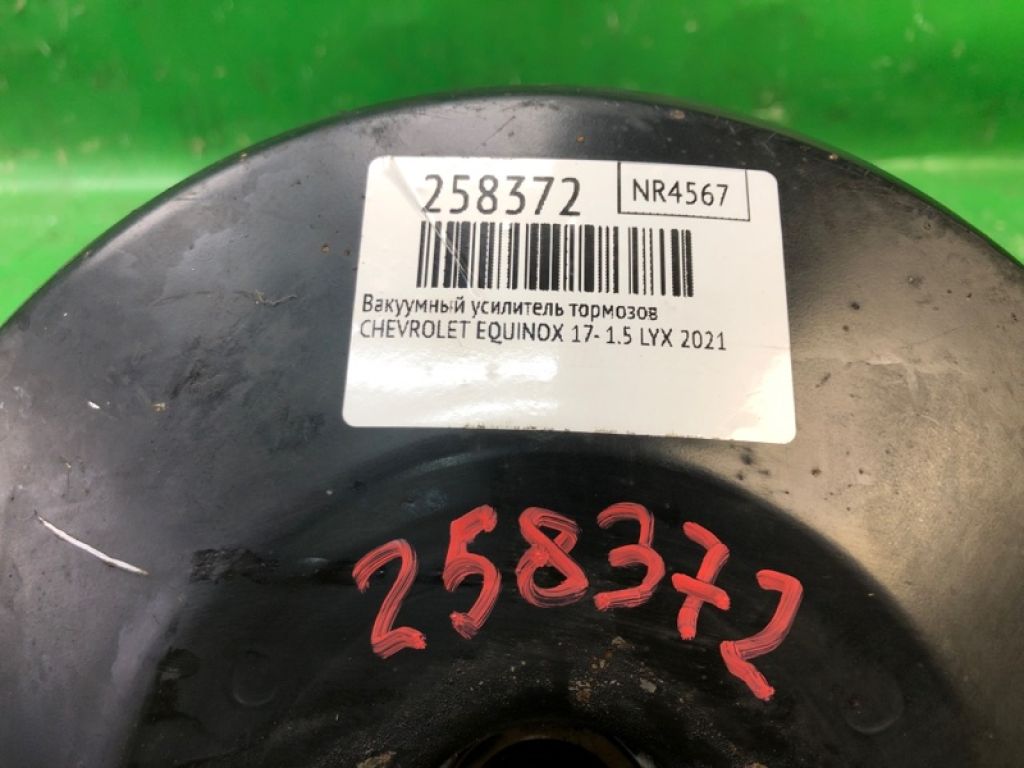 258372 NR4567
Вакуумный усилитель тормозов
CHEVROLET EQUINOX 17- 1.5 LYX 2021
258372